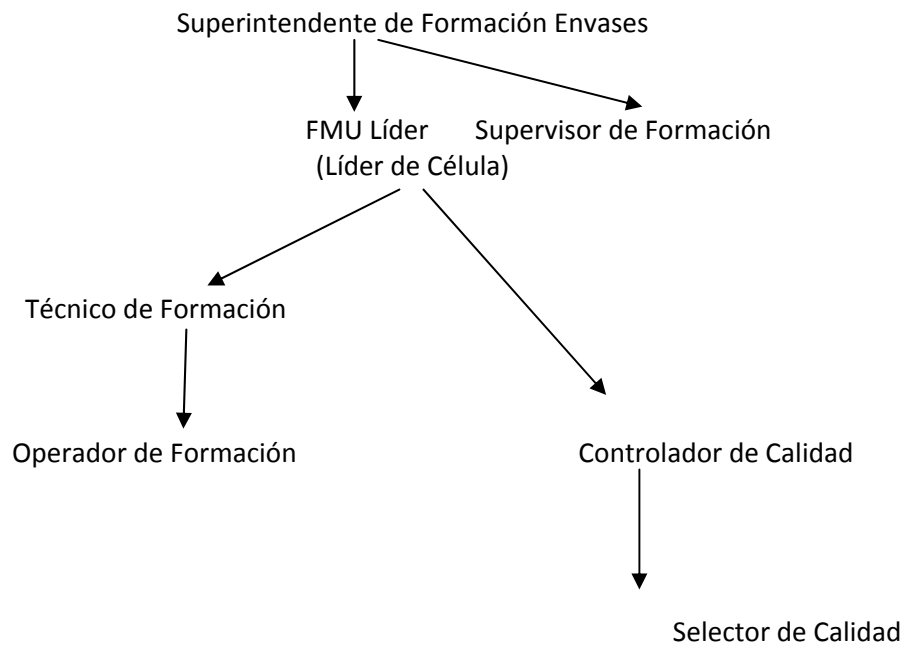 Superintendente de Formación Envases
FMU Líder Supervisor de Formación
(Líder de Célula)
Técnico de Formación
Operador de Formación Controlador de Calidad
Selector de Calidad